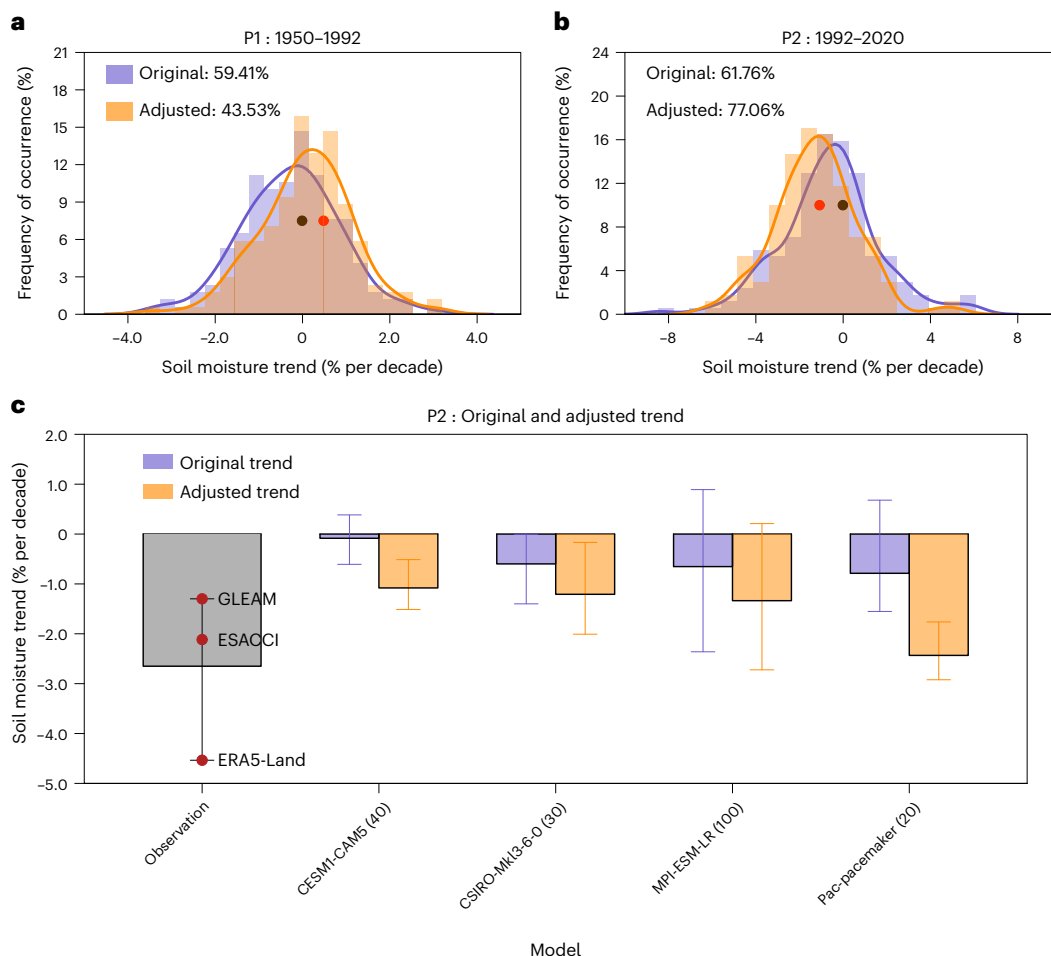 a
P1 : 1950–1992
21
18
15
12
9
6
3
0
Frequency of occurrence (%)
Original: 59.41%
Adjusted: 43.53%
–4.0
–2.0
0
2.0
4.0
Soil moisture trend (% per decade)
b
P2 : 1992–2020
24
20
16
12
8
4
0
Frequency of occurrence (%)
Original: 61.76%
Adjusted: 77.06%
–8
–4
0
4
8
Soil moisture trend (% per decade)
c
P2 : Original and adjusted trend
2.0
1.0
0
–1.0
–2.0
–3.0
–4.0
–5.0
Soil moisture trend (% per decade)
Original trend
Adjusted trend
GLEAM
ESACCI
ERA5-Land
Observation
CESM1-CAM5 (40)
CSIRO-Mkl3-6-0 (30)
MPI-ESM-LR (100)
Pac-pacemaker (20)
Model